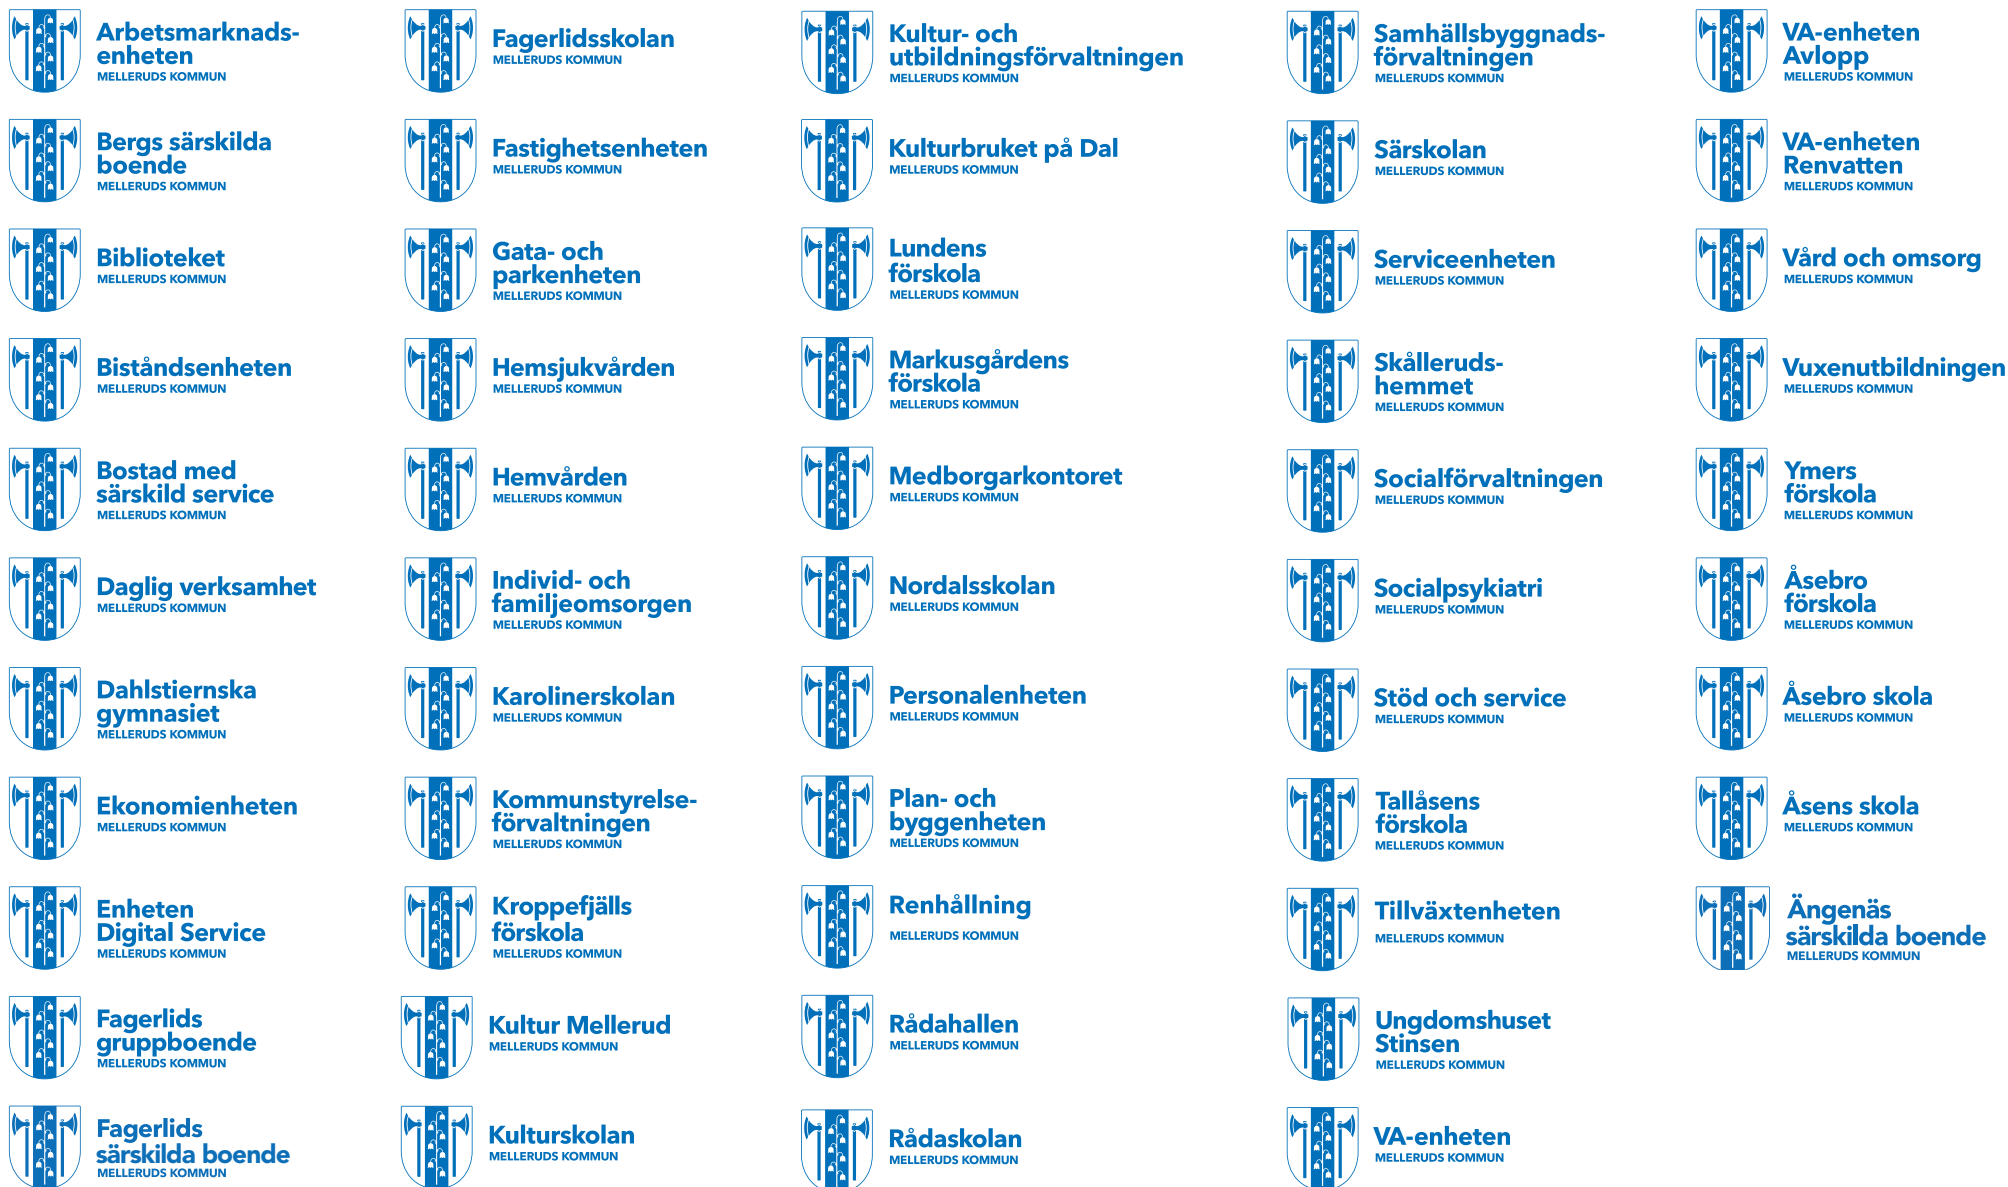 Arbetsmarknads-
enheten
MELLERUDS KOMMUN
Bergs särskilda
boende
MELLERUDS KOMMUN
Biblioteket
MELLERUDS KOMMUN
Biståndsenheten
MELLERUDS KOMMUN
Bostad med
särskild service
MELLERUDS KOMMUN
Daglig verksamhet
MELLERUDS KOMMUN
Dahlstiernska
gymnasiet
MELLERUDS KOMMUN
Ekonomienheten
MELLERUDS KOMMUN
Enheten
Digital Service
MELLERUDS KOMMUN
Fagerlids
gruppboende
MELLERUDS KOMMUN
Fagerlids
särskilda boende
MELLERUDS KOMMUN
Fagerlidsskolan
MELLERUDS KOMMUN
Fastighetsenheten
MELLERUDS KOMMUN
Gata- och
parkenheten
MELLERUDS KOMMUN
Hemsjukvården
MELLERUDS KOMMUN
Hemvården
MELLERUDS KOMMUN
Individ- och
familjeomsorgen
MELLERUDS KOMMUN
Karolinerskolan
MELLERUDS KOMMUN
Kommunstyrelse-
förvaltningen
MELLERUDS KOMMUN
Kroppefjälls
förskola
MELLERUDS KOMMUN
Kultur Mellerud
MELLERUDS KOMMUN
Kulturskolan
MELLERUDS KOMMUN
Kultur- och
utbildningsförvaltningen
MELLERUDS KOMMUN
Kulturbruket på Dal
MELLERUDS KOMMUN
Lundens
förskola
MELLERUDS KOMMUN
Markusgårdens
förskola
MELLERUDS KOMMUN
Medborgarkontoret
MELLERUDS KOMMUN
Nordalsskolan
MELLERUDS KOMMUN
Personalenheten
MELLERUDS KOMMUN
Plan- och
byggenheten
MELLERUDS KOMMUN
Renhållning
MELLERUDS KOMMUN
Rådahallen
MELLERUDS KOMMUN
Rådaskolan
MELLERUDS KOMMUN
Samhällsbyggnads-
förvaltningen
MELLERUDS KOMMUN
Särskolan
MELLERUDS KOMMUN
Serviceenheten
MELLERUDS KOMMUN
Skålleruds-
hemmet
MELLERUDS KOMMUN
Socialförvaltningen
MELLERUDS KOMMUN
Socialpsykiatri
MELLERUDS KOMMUN
Stöd och service
MELLERUDS KOMMUN
Tallåsens
förskola
MELLERUDS KOMMUN
Tillväxtenheten
MELLERUDS KOMMUN
Ungdomshuset
Stinsen
MELLERUDS KOMMUN
VA-enheten
MELLERUDS KOMMUN
VA-enheten
Avlopp
MELLERUDS KOMMUN
VA-enheten
Renvatten
MELLERUDS KOMMUN
Vård och omsorg
MELLERUDS KOMMUN
Vuxenutbildningen
MELLERUDS KOMMUN
Ymers
förskola
MELLERUDS KOMMUN
Åsebro
förskola
MELLERUDS KOMMUN
Åsebro skola
MELLERUDS KOMMUN
Åsens skola
MELLERUDS KOMMUN
Ängenäs
särskilda boende
MELLERUDS KOMMUN